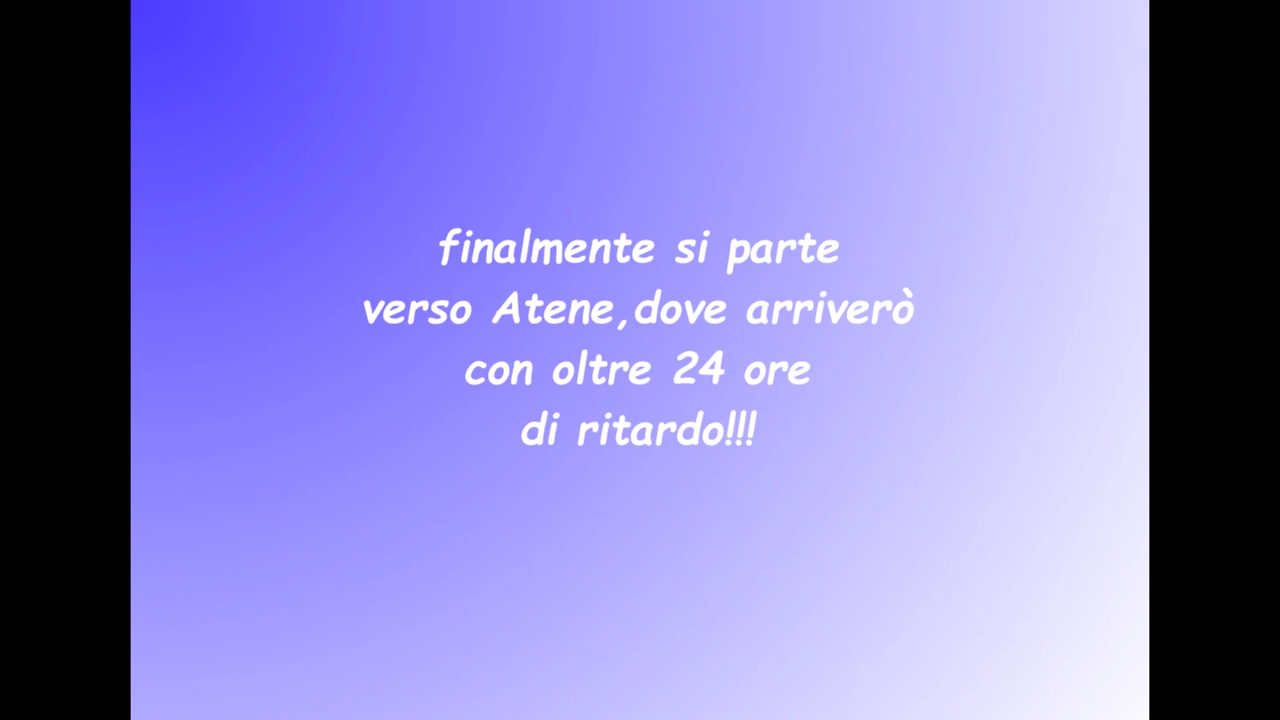 finalmente si parte
verso Atene,dove arriverò
con oltre 24 ore
di ritardo!!!